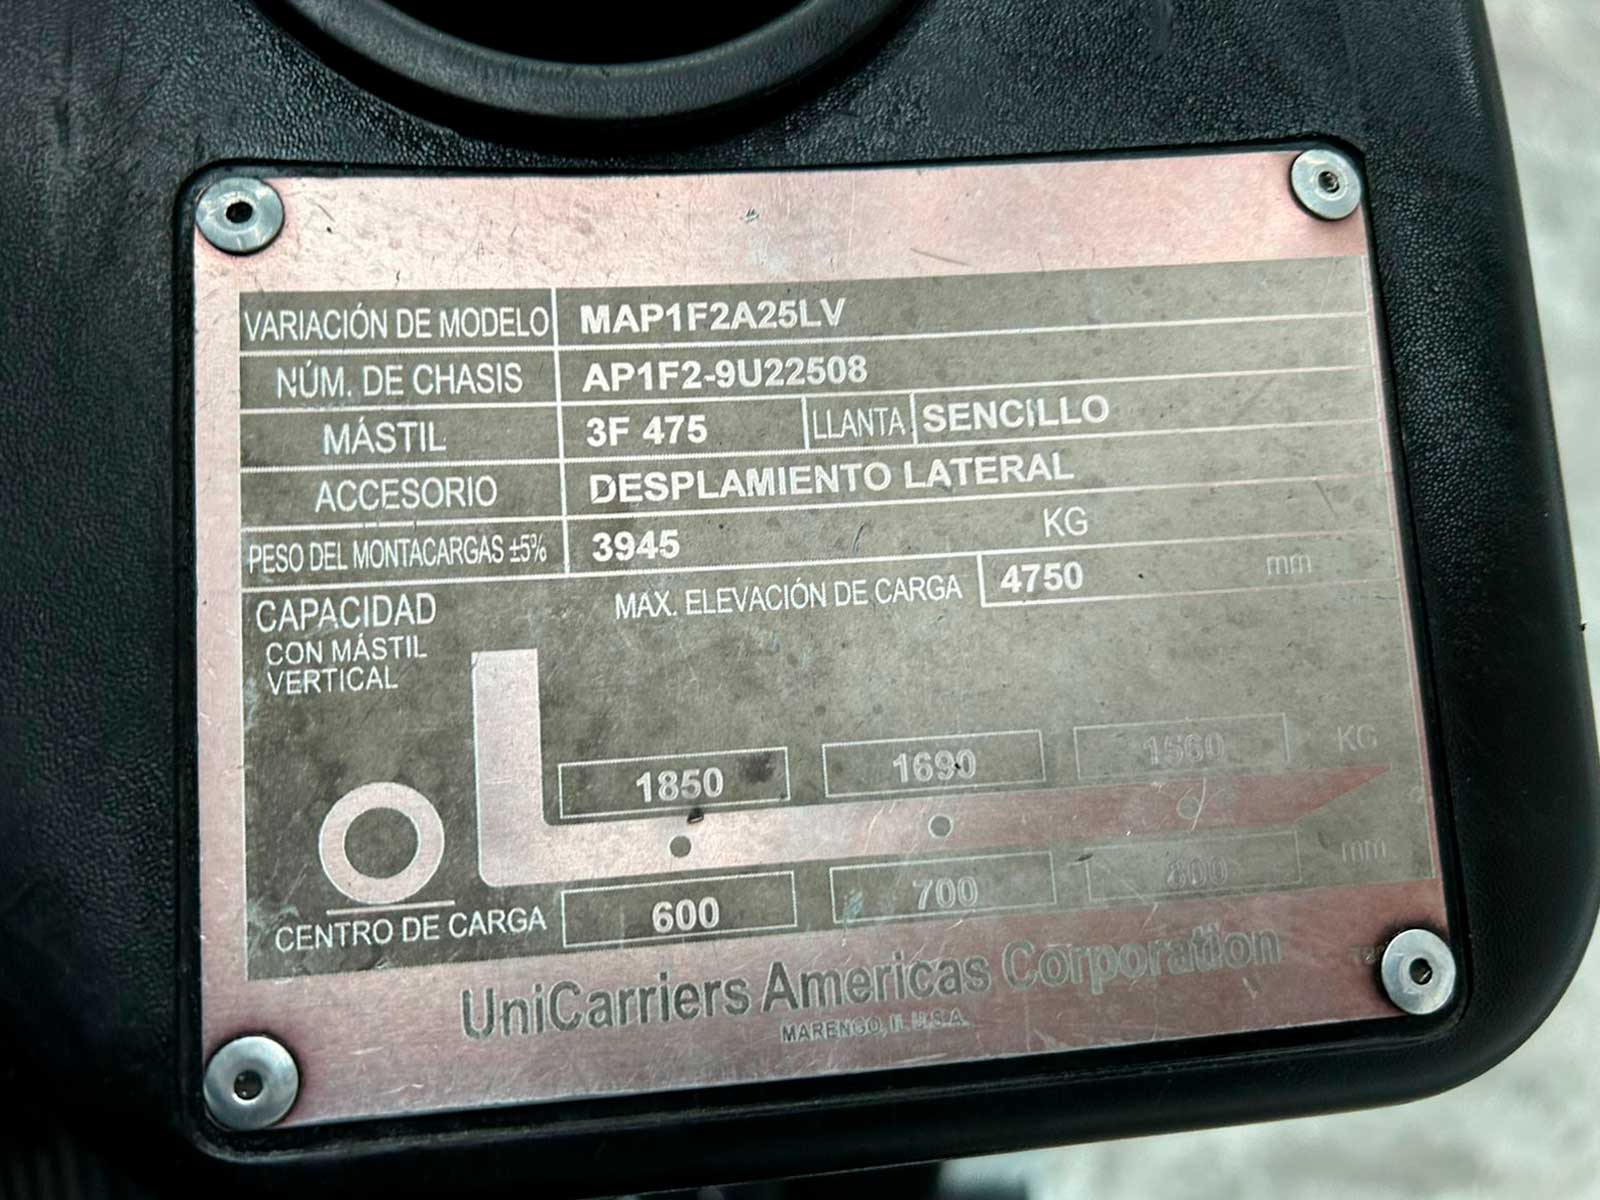 VARIACIÓN DE MODELO MAP1F2A25LV
NÚM. DE CHASIS AP1F2-9U22508
MÁSTIL 3F 475 LLANTA SENCILLO
ACCESORIO DESPLAMIENTO LATERAL
PESO DEL MONTACARGAS ±5% 3945 KG
CAPACIDAD MAX. ELEVACIÓN DE CARGA 4750 mm
CON MÁSTIL
VERTICAL
1850 1690 1560 KG
CENTRO DE CARGA 600 700 800 mm
UniCarriers Americas Corporation
MARENGO, IL U.S.A.